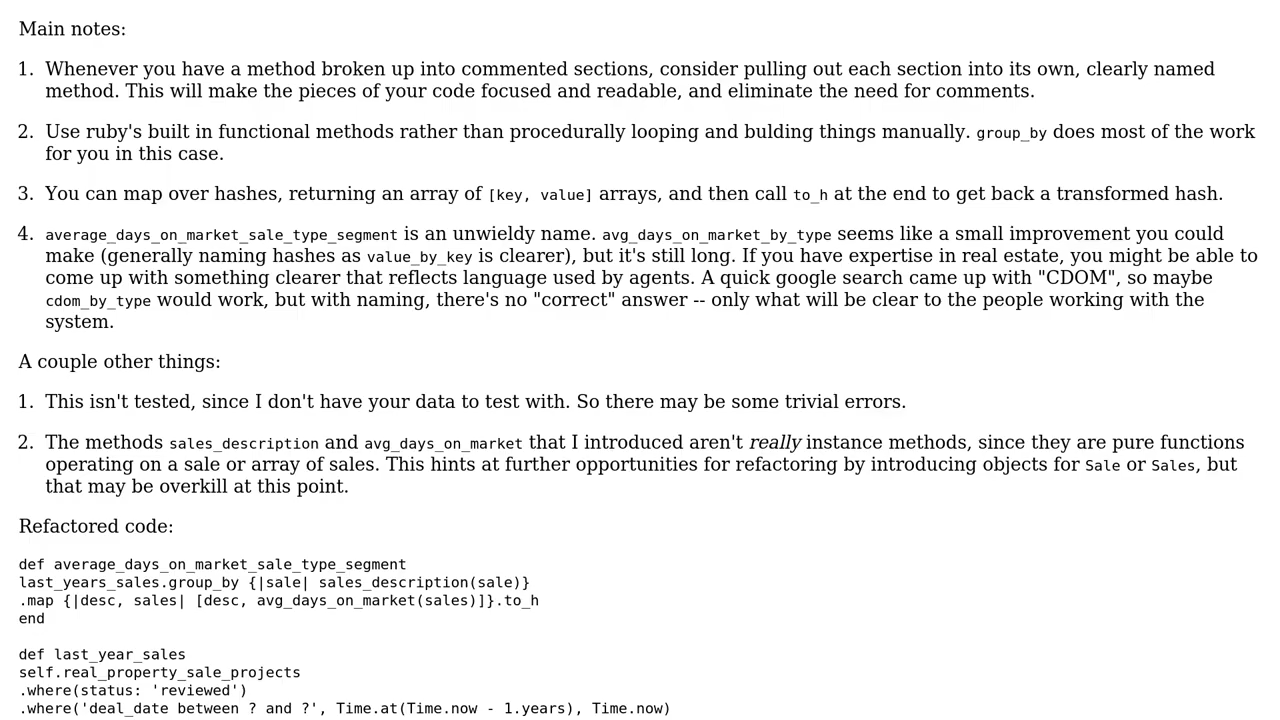 Main notes:
1. Whenever you have a method broken up into commented sections, consider pulling out each section into its own, clearly named
method. This will make the pieces of your code focused and readable, and eliminate the need for comments.
2. Use ruby's built in functional methods rather than procedurally looping and bulding things manually. group_by does most of the work
for you in this case.
3. You can map over hashes, returning an array of [key, value] arrays, and then call to_h at the end to get back a transformed hash.
4. average_days_on_market_sale_type_segment is an unwieldy name. avg_days_on_market_by_type seems like a small improvement you could
make (generally naming hashes as value_by_key is clearer), but it's still long. If you have expertise in real estate, you might be able to
come up with something clearer that reflects language used by agents. A quick google search came up with "CDOM", so maybe
cdom_by_type would work, but with naming, there's no "correct" answer -- only what will be clear to the people working with the
system.
A couple other things:
1. This isn't tested, since I don't have your data to test with. So there may be some trivial errors.
2. The methods sales_description and avg_days_on_market that I introduced aren't really instance methods, since they are pure functions
operating on a sale or array of sales. This hints at further opportunities for refactoring by introducing objects for Sale or Sales, but
that may be overkill at this point.
Refactored code:
def average_days_on_market_sale_type_segment
last_years_sales.group_by {|sale| sales_description(sale)}
.map {|desc, sales| [desc, avg_days_on_market(sales)]}.to_h
end
def last_year_sales
self.real_property_sale_projects
.where(status: 'reviewed')
.where('deal_date between ? and ?', Time.at(Time.now - 1.years), Time.now)